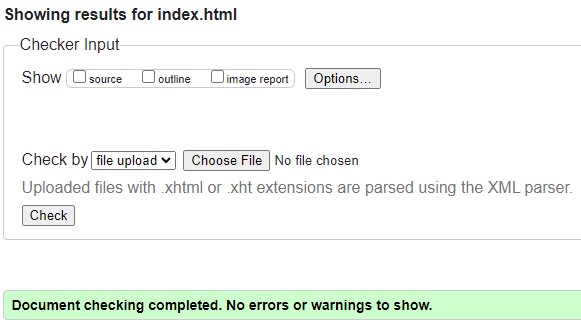 Showing results for index.html
Checker Input
Show source outline image report Options...
Check by file upload Choose File No file chosen
Uploaded files with .xhtml or .xht extensions are parsed using the XML parser.
Check
Document checking completed. No errors or warnings to show.